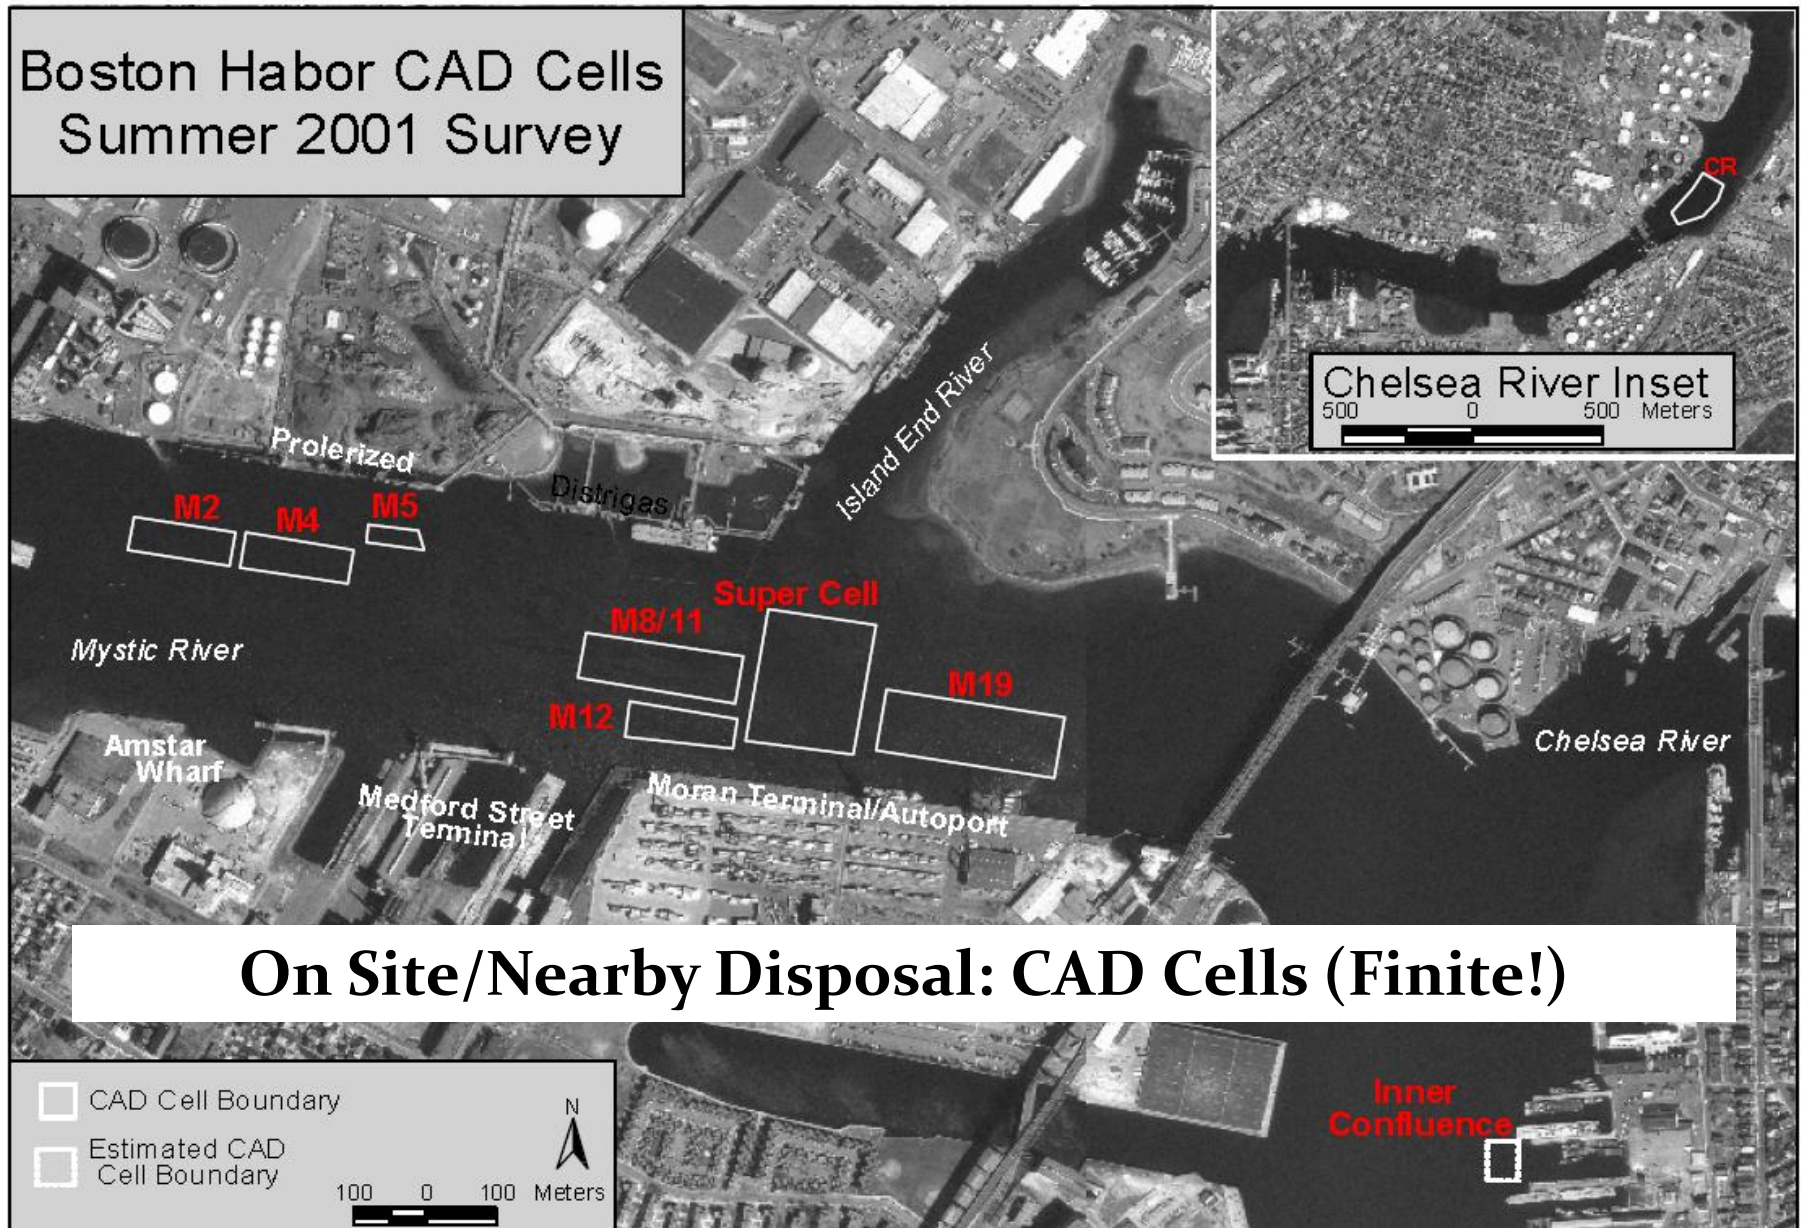 Boston Habor CAD Cells
Summer 2001 Survey
CR
Chelsea River Inset
500 0 500 Meters
Island End River
Prolerized
Distrigas
M2
M4
M5
Super Cell
M8/11
M19
M12
Mystic River
Chelsea River
Amstar
Wharf
Medford Street
Terminal
Moran Terminal/Autoport
On Site/Nearby Disposal: CAD Cells (Finite!)
Inner
Confluence
CAD Cell Boundary
Estimated CAD
Cell Boundary
N
100 0 100 Meters